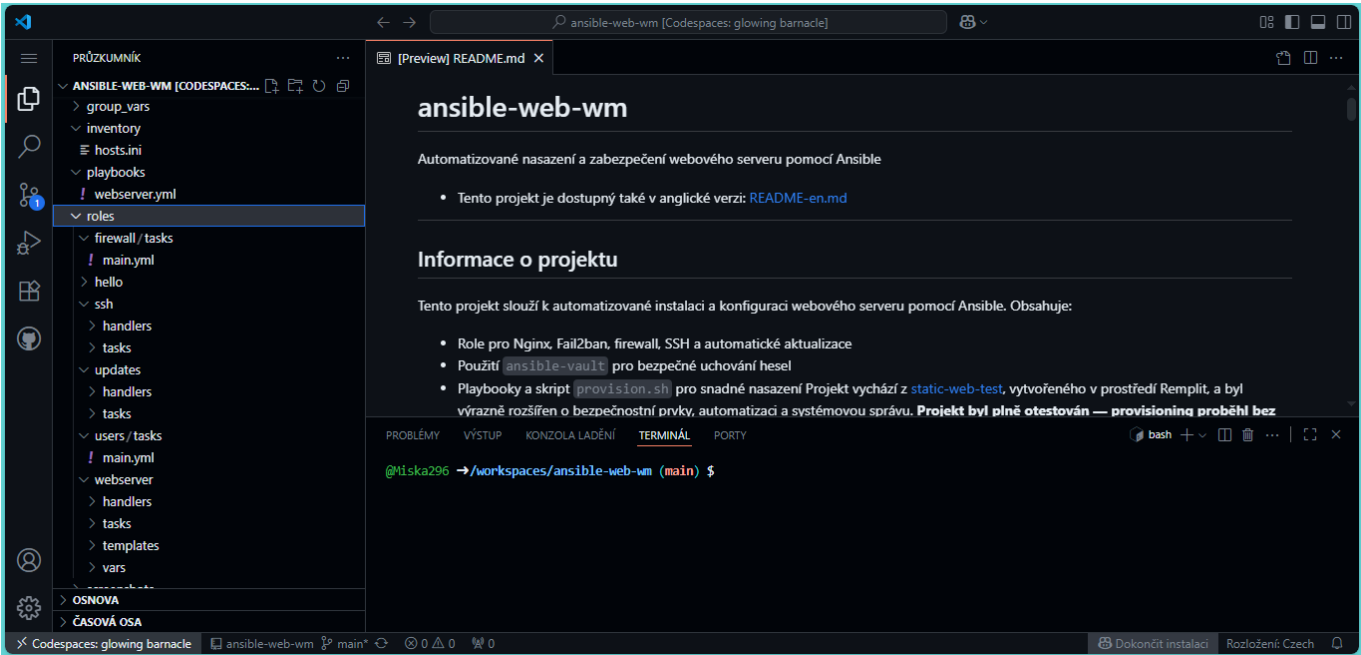 ansible-web-wm [Codespaces: glowing barnacle]
PRŮZKUMNÍK
ANSIBLE-WEB-WM [CODESPACES:...
group_vars
inventory
hosts.ini
playbooks
! webserver.yml
roles
firewall/tasks
! main.yml
hello
ssh
handlers
tasks
updates
handlers
tasks
users/tasks
! main.yml
webserver
handlers
tasks
templates
vars
OSNOVA
ČASOVÁ OSA
1
[Preview] README.md
ansible-web-wm
Automatizované nasazení a zabezpečení webového serveru pomocí Ansible
• Tento projekt je dostupný také v anglické verzi: README-en.md
Informace o projektu
Tento projekt slouží k automatizované instalaci a konfiguraci webového serveru pomocí Ansible. Obsahuje:
• Role pro Nginx, Fail2ban, firewall, SSH a automatické aktualizace
• Použití ansible-vault pro bezpečné uchování hesel
• Playbooky a skript provision.sh pro snadné nasazení Projekt vychází z static-web-test, vytvořeného v prostředí Remplit, a byl
výrazně rozšířen o bezpečnostní prvky, automatizaci a systémovou správu. Projekt byl plně otestován — provisioning proběhl bez
PROBLÉMY VÝSTUP KONZOLA LADĚNÍ TERMINÁL PORTY
bash
@Miska296 ➜/workspaces/ansible-web-wm (main) $
Codespaces: glowing barnacle ansible-web-wm main* 0 0 0
Dokončit instalaci Rozložení: Czech